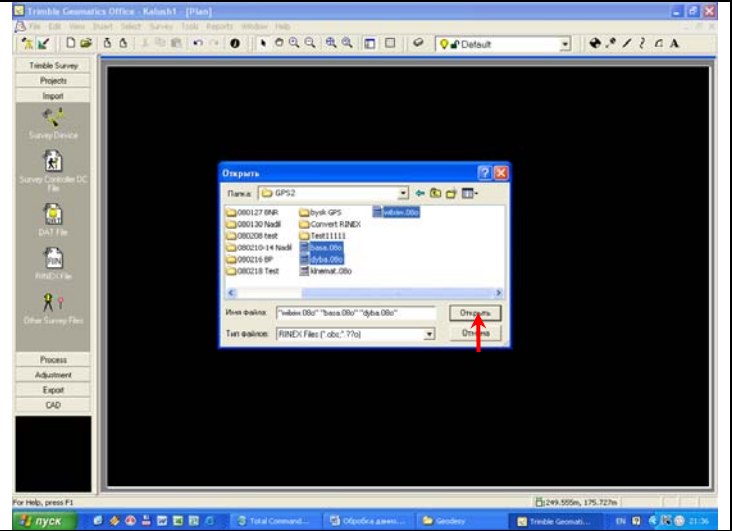 Trimble Geomatics Office - Kalush1 - [Plan]
File Edit View Insert Select Survey Tools Reports Window Help
Default
Trimble Survey
Projects
Import
Survey Device
Survey Controller DC
File
DAT File
RINEX File
Other Survey Files
Process
Adjustment
Export
CAD
Открыть
Папка: GPS2
080127 BNR
080130 Nadil
080208 test
080210-14 Nadil
080216 BP
080218 Test
bysk GPS
Convert RINEX
Test11111
basa.08o
dyba.08o
kinemat.08o
Имя файла: "basa.08o" "dyba.08o"
Открыть
Тип файлов: RINEX Files (*.obs;*.??o)
Отмена
For Help, press F1
249.555m, 175.727m
пуск
Total Command...
Обробка даних...
Geodesy
Trimble Geomati...
EN
21:36